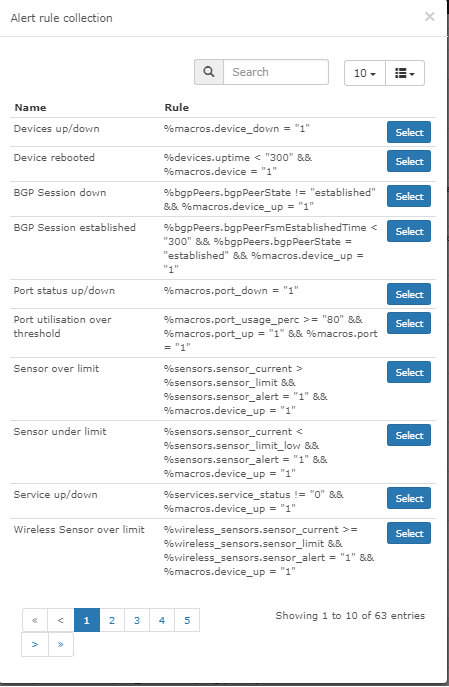 Alert rule collection ×
Search 10
Name Rule
Devices up/down %macros.device_down = "1" Select
Device rebooted %devices.uptime < "300" && Select
%macros.device = "1"
BGP Session down %bgpPeers.bgpPeerState != "established" Select
&& %macros.device_up = "1"
BGP Session established %bgpPeers.bgpPeerFsmEstablishedTime < Select
"300" && %bgpPeers.bgpPeerState =
"established" && %macros.device_up =
"1"
Port status up/down %macros.port_down = "1" Select
Port utilisation over %macros.port_usage_perc >= "80" && Select
threshold %macros.port_up = "1" && %macros.port
= "1"
Sensor over limit %sensors.sensor_current > Select
%sensors.sensor_limit &&
%sensors.sensor_alert = "1" &&
%macros.device_up = "1"
Sensor under limit %sensors.sensor_current < Select
%sensors.sensor_limit_low &&
%sensors.sensor_alert = "1" &&
%macros.device_up = "1"
Service up/down %services.service_status != "0" && Select
%macros.device_up = "1"
Wireless Sensor over limit %wireless_sensors.sensor_current >= Select
%wireless_sensors.sensor_limit &&
%wireless_sensors.sensor_alert = "1" &&
%macros.device_up = "1"
« < 1 2 3 4 5 Showing 1 to 10 of 63 entries
> »